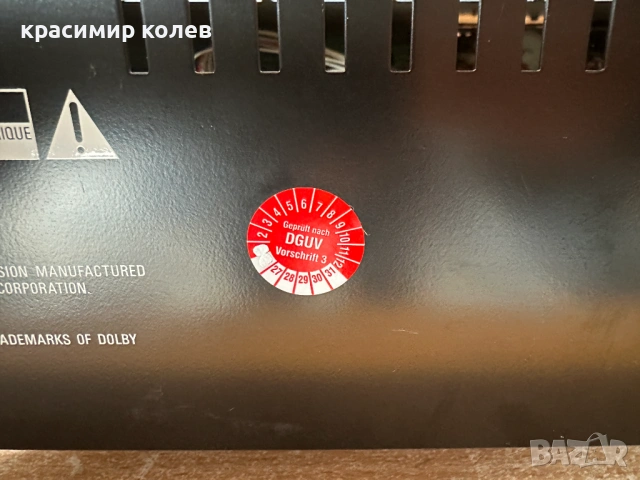 красимир колев
IQUE
2 3 4 5 6 7 8 9 10 11 12
Geprüft nach
DGUV
Vorschrift 3
27 28 29 30 31
SION MANUFACTURED
CORPORATION.
ADEMARKS OF DOLBY
BAZAR